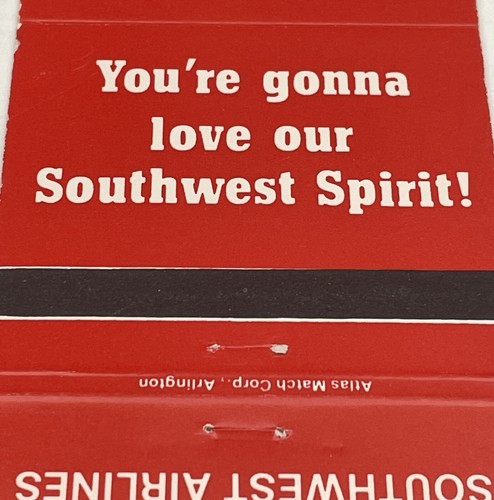 You're gonna
love our
Southwest Spirit!
Atlas Match Corp., Arlington
SOUTHWEST AIRLINES